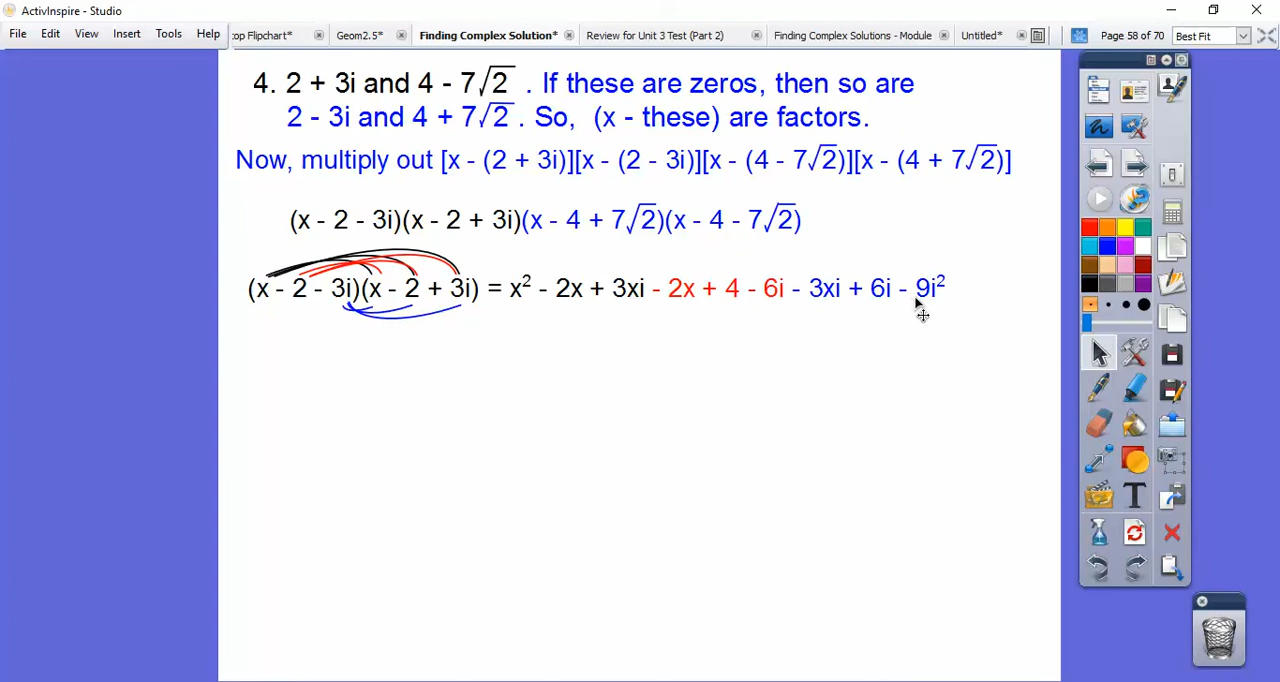 ActivInspire - Studio
File Edit View Insert Tools Help
top Flipchart* Geom2.5* Finding Complex Solution* Review for Unit 3 Test (Part 2) Finding Complex Solutions - Module Untitled* Page 58 of 70 Best Fit
4. 2 + 3i and 4 - 7√2 . If these are zeros, then so are
2 - 3i and 4 + 7√2 . So, (x - these) are factors.
Now, multiply out [x - (2 + 3i)][x - (2 - 3i)][x - (4 - 7√2)][x - (4 + 7√2)]
(x - 2 - 3i)(x - 2 + 3i)(x - 4 + 7√2)(x - 4 - 7√2)
(x - 2 - 3i)(x - 2 + 3i) = x² - 2x + 3xi - 2x + 4 - 6i - 3xi + 6i - 9i²
T